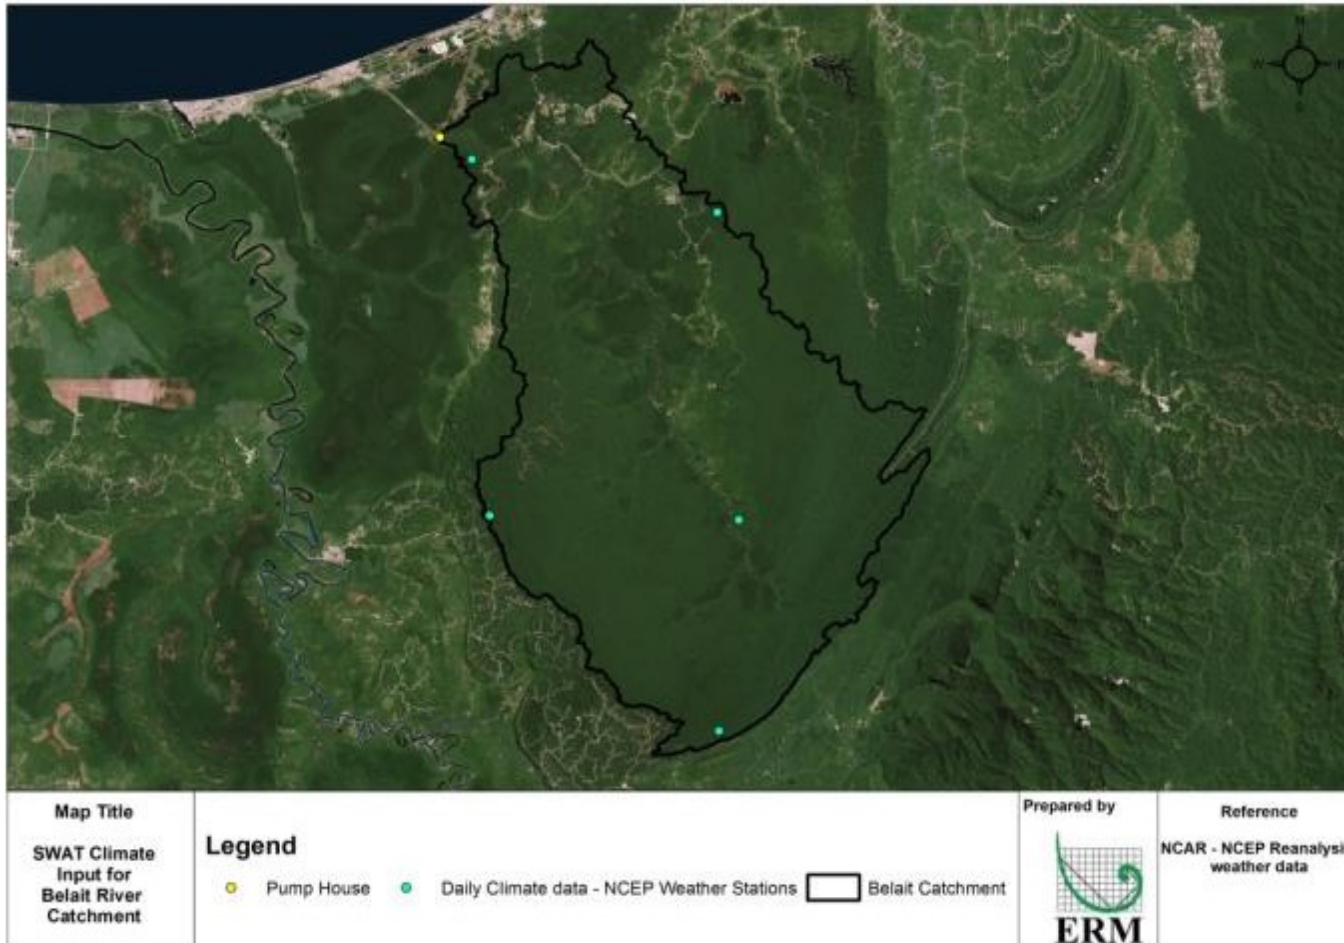 N
W
Map Title
SWAT Climate
Input for
Belait River
Catchment
Legend
Pump House
Daily Climate data - NCEP Weather Stations
Belait Catchment
Prepared by
ERM
Reference
NCAR - NCEP Reanalysi
weather data